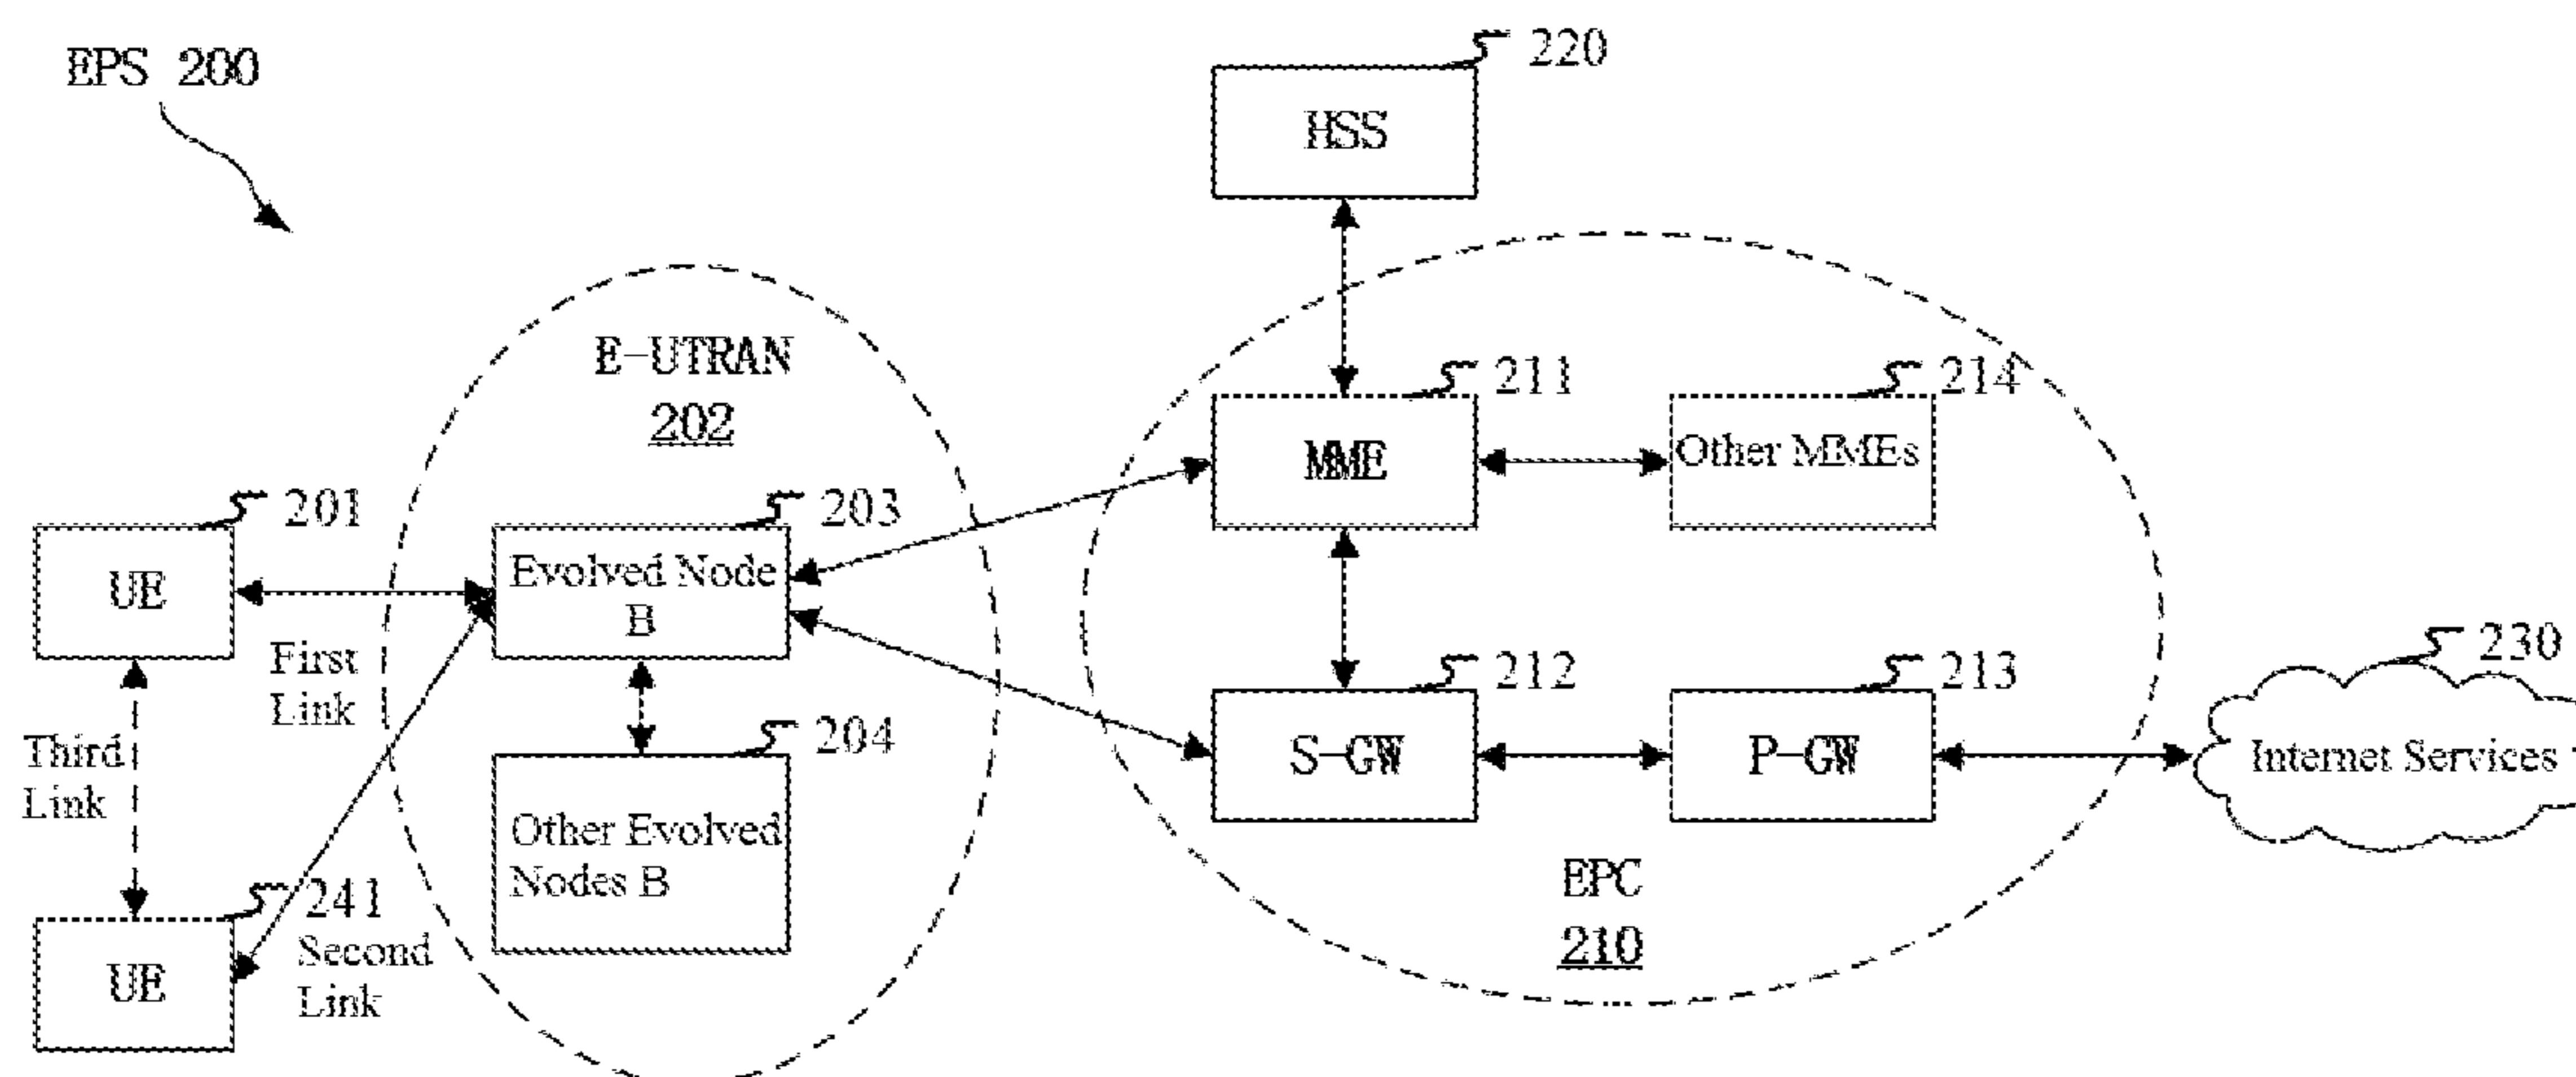 EPS 200
220
HSS
E-UTRAN
202
211
214
MME
Other MMEs
201
203
UE
Evolved Node
B
First
Link
Third
Link
204
Other Evolved
Nodes B
212
213
230
S-GW
P-GW
Internet Services
EPC
210
241
UE
Second
Link